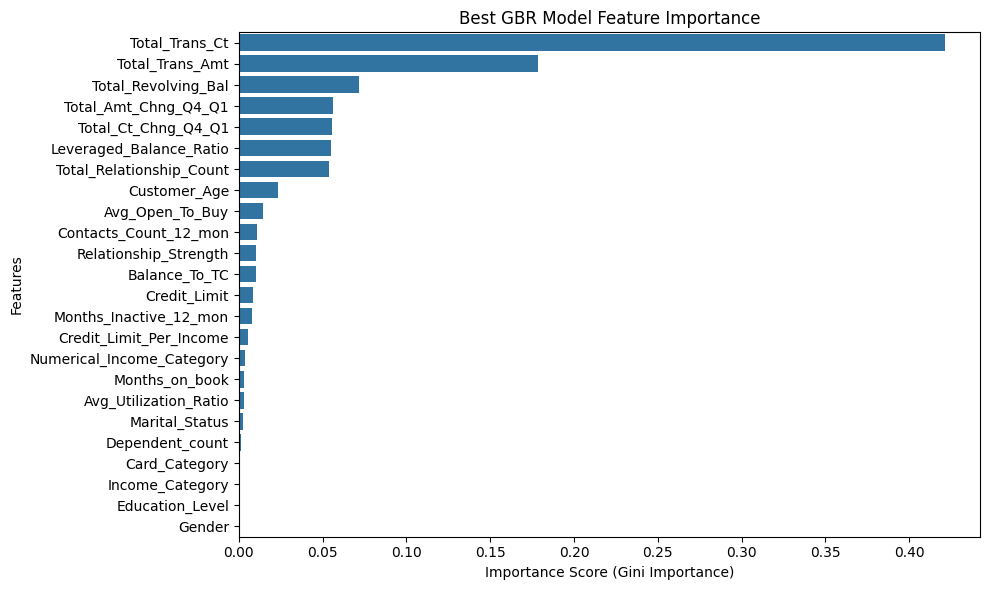 Best GBR Model Feature Importance
Features
Total_Trans_Ct
Total_Trans_Amt
Total_Revolving_Bal
Total_Amt_Chng_Q4_Q1
Total_Ct_Chng_Q4_Q1
Leveraged_Balance_Ratio
Total_Relationship_Count
Customer_Age
Avg_Open_To_Buy
Contacts_Count_12_mon
Relationship_Strength
Balance_To_TC
Credit_Limit
Months_Inactive_12_mon
Credit_Limit_Per_Income
Numerical_Income_Category
Months_on_book
Avg_Utilization_Ratio
Marital_Status
Dependent_count
Card_Category
Income_Category
Education_Level
Gender
0.00 0.05 0.10 0.15 0.20 0.25 0.30 0.35 0.40
Importance Score (Gini Importance)